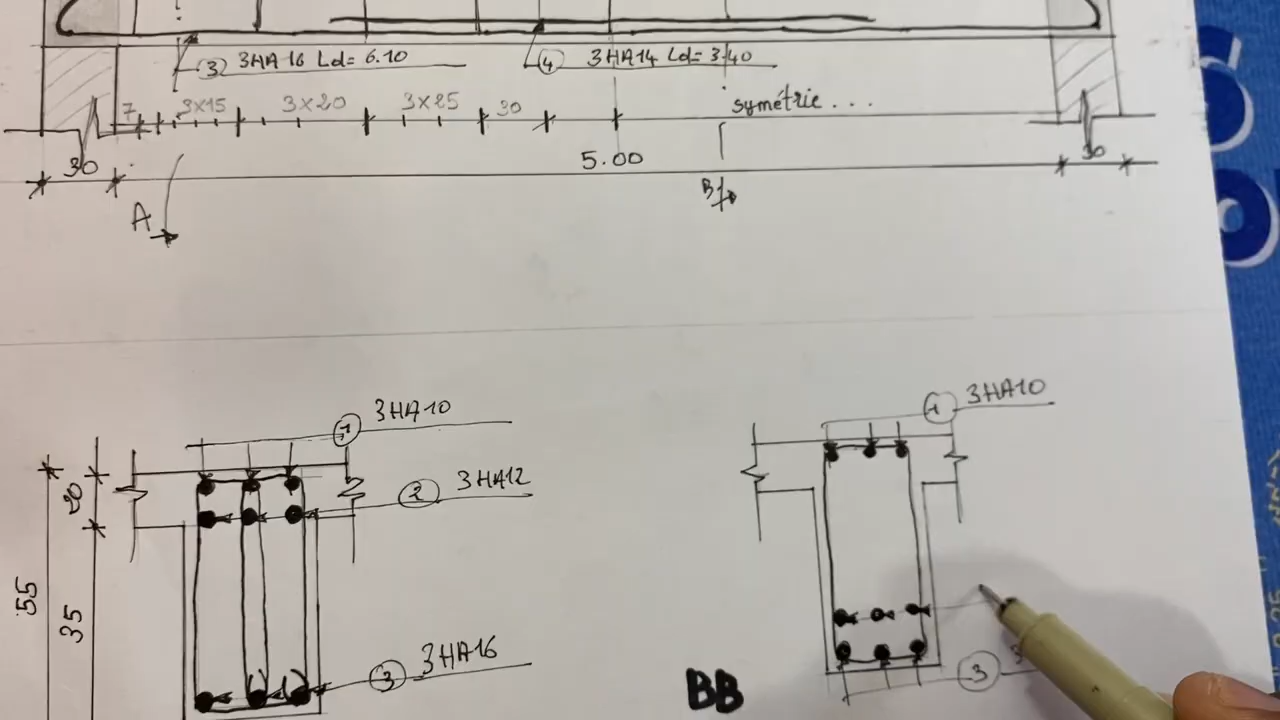 3 3HA16 Ld= 6.10
4 3HA14 Ld= 3.40
7 3x15 3x20 3x25 30 symétrie...
30 5.00 30
A B
1 3HA10
1 3HA10
2 3HA12
20
55 35
3 3HA16
3
BB